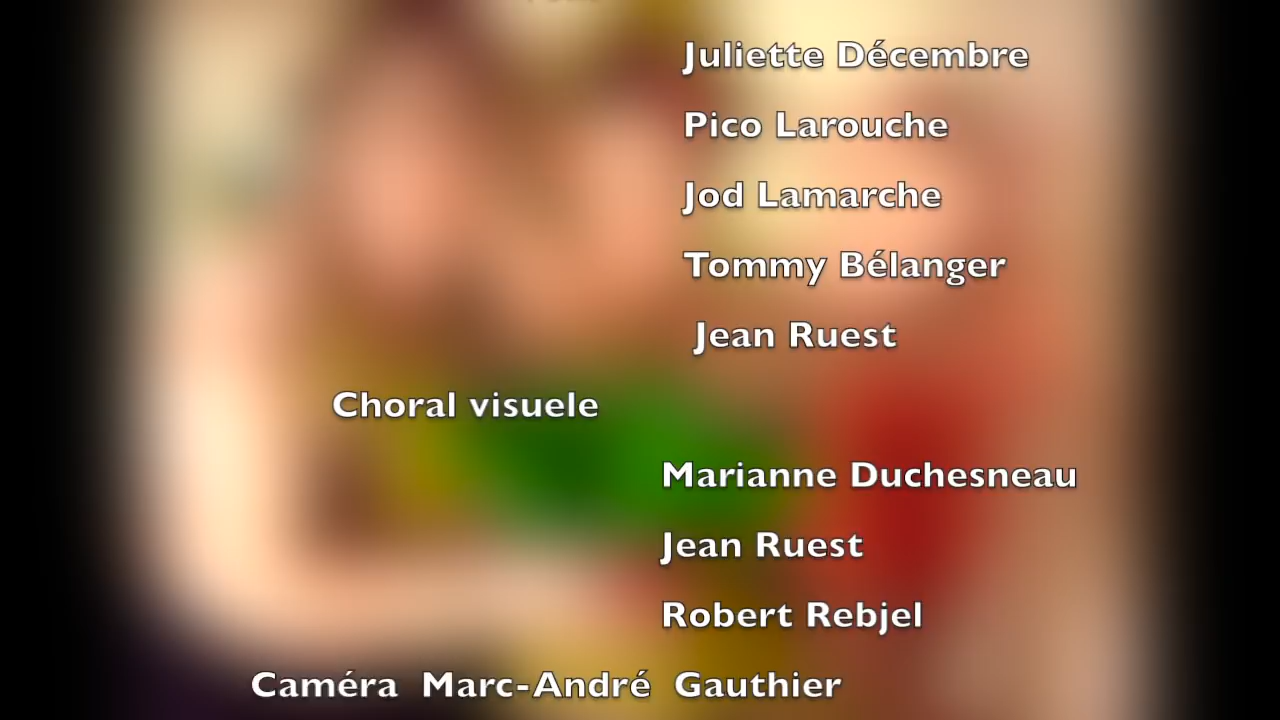 Juliette Décembre
Pico Larouche
Jod Lamarche
Tommy Bélanger
Jean Ruest
Choral visuele
Marianne Duchesneau
Jean Ruest
Robert Rebjel
Caméra Marc-André Gauthier